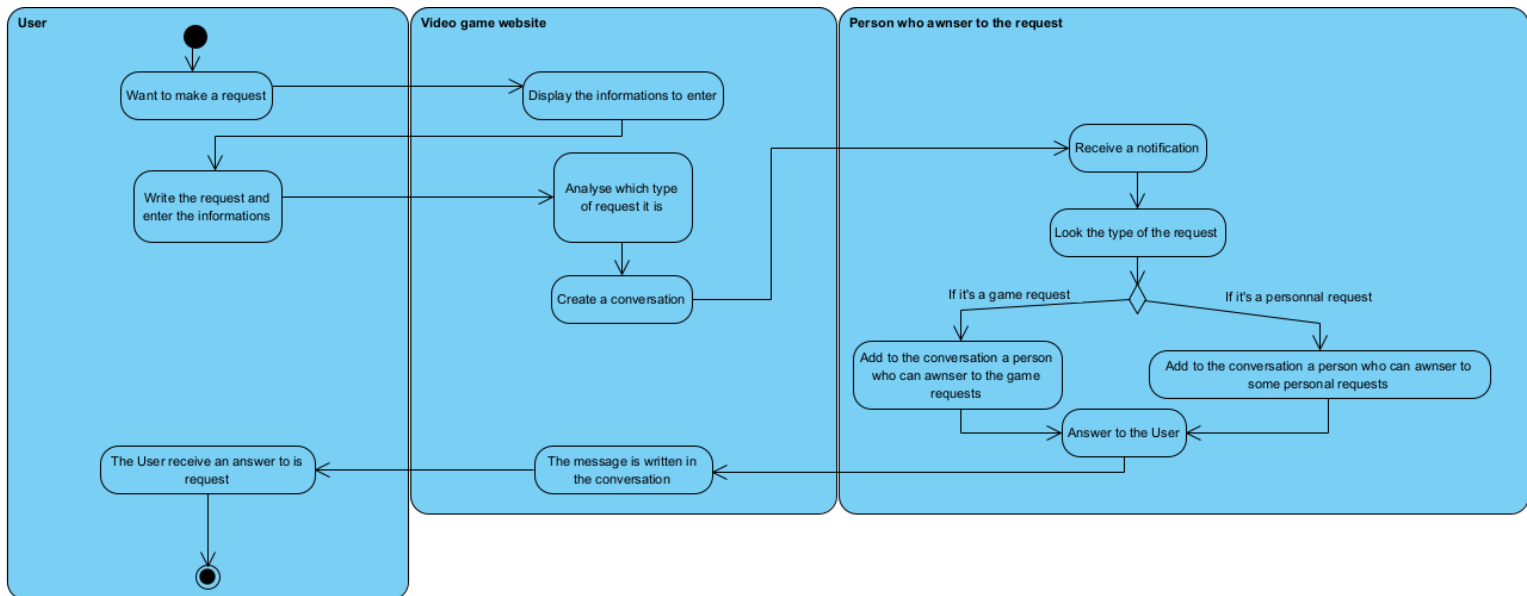 User
Video game website
Person who awnser to the request
Want to make a request
Display the informations to enter
Receive a notification
Write the request and
enter the informations
Analyse which type
of request it is
Look the type of the request
Create a conversation
If it's a game request
If it's a personnal request
Add to the conversation a person
who can awnser to the game
requests
Add to the conversation a person who can awnser to
some personal requests
Answer to the User
The User receive an answer to is
request
The message is written in
the conversation